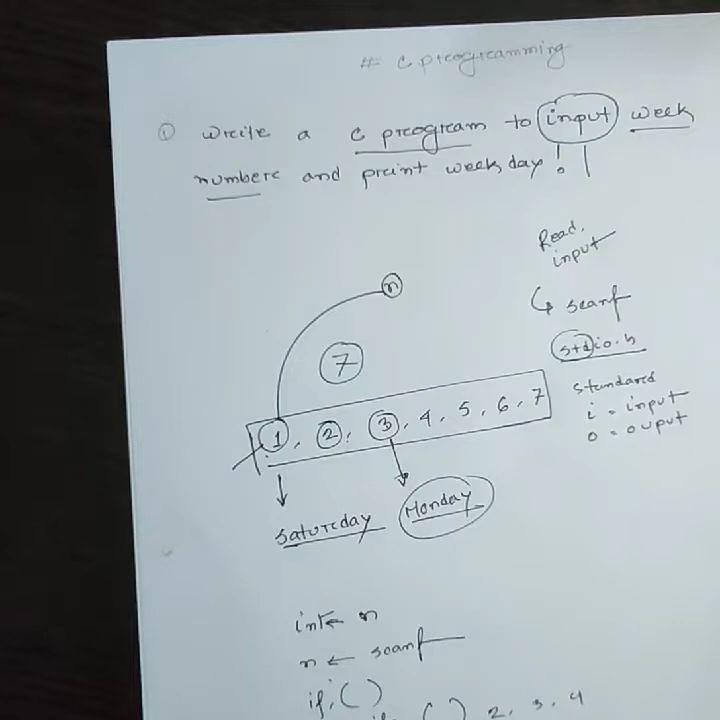 # C programming
① Write a C program to input week
number and print week day !
Read.
input
↳ scanf
stdio.h
standard
i = input
o = ouput
n
7
1, 2, 3, 4, 5, 6, 7
Saturday Monday
int n
n ← scanf
if ( )
( ) 2, 3, 4